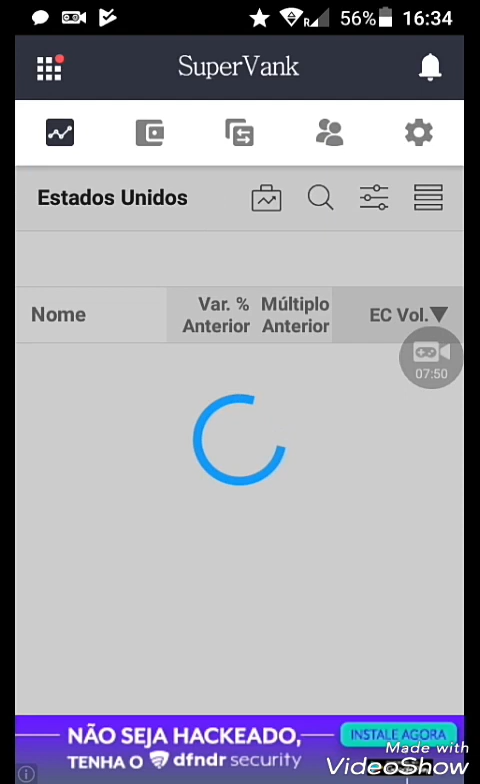 R 56% 16:34
SuperVank
Estados Unidos
Nome
Var. % Anterior
Múltiplo Anterior
EC Vol.▼
07:50
NÃO SEJA HACKEADO,
TENHA O dfndr security
INSTALE AGORA
Made with
VideoShow